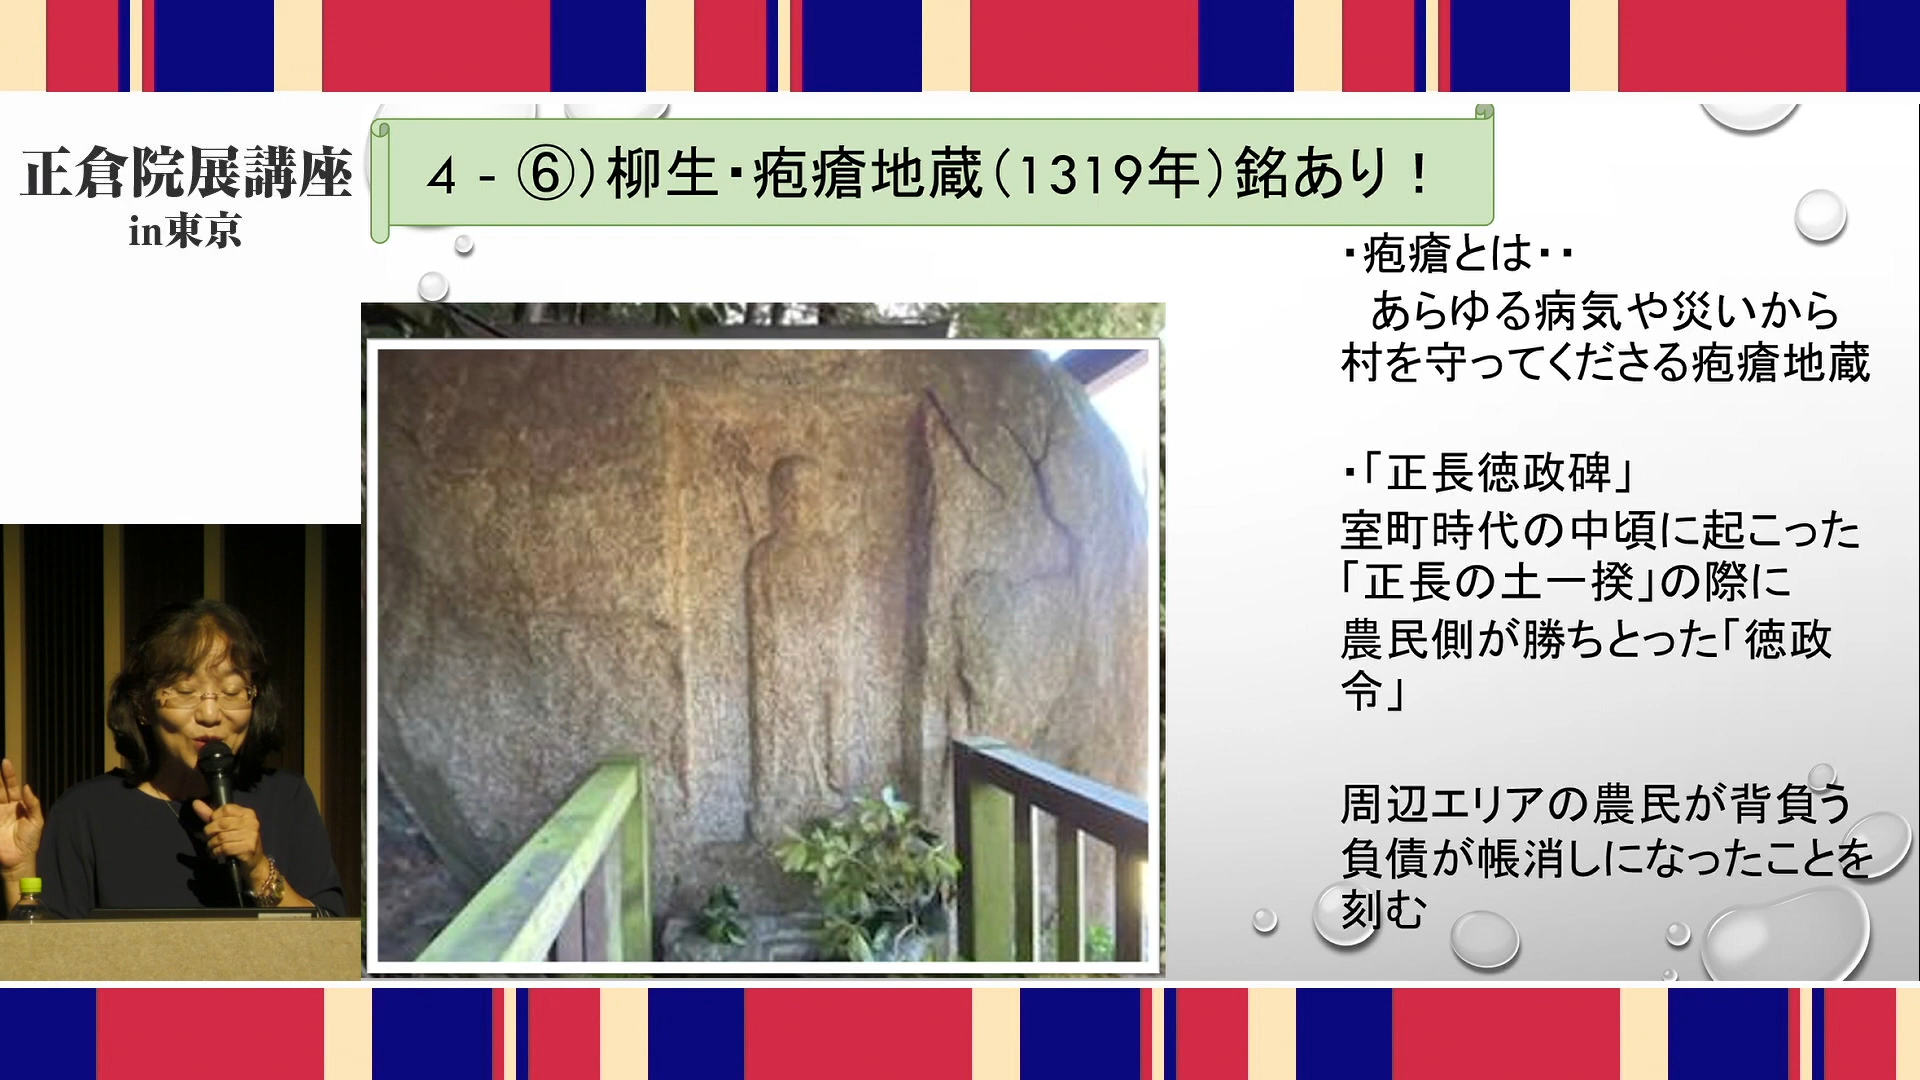 正倉院展講座
in東京
4 - ⑥）柳生・疱瘡地蔵（1319年）銘あり！
・疱瘡とは・・
あらゆる病気や災いから
村を守ってくださる疱瘡地蔵
・「正長徳政碑」
室町時代の中頃に起こった
「正長の土一揆」の際に
農民側が勝ちとった「徳政
令」
周辺エリアの農民が背負う
負債が帳消しになったことを
刻む